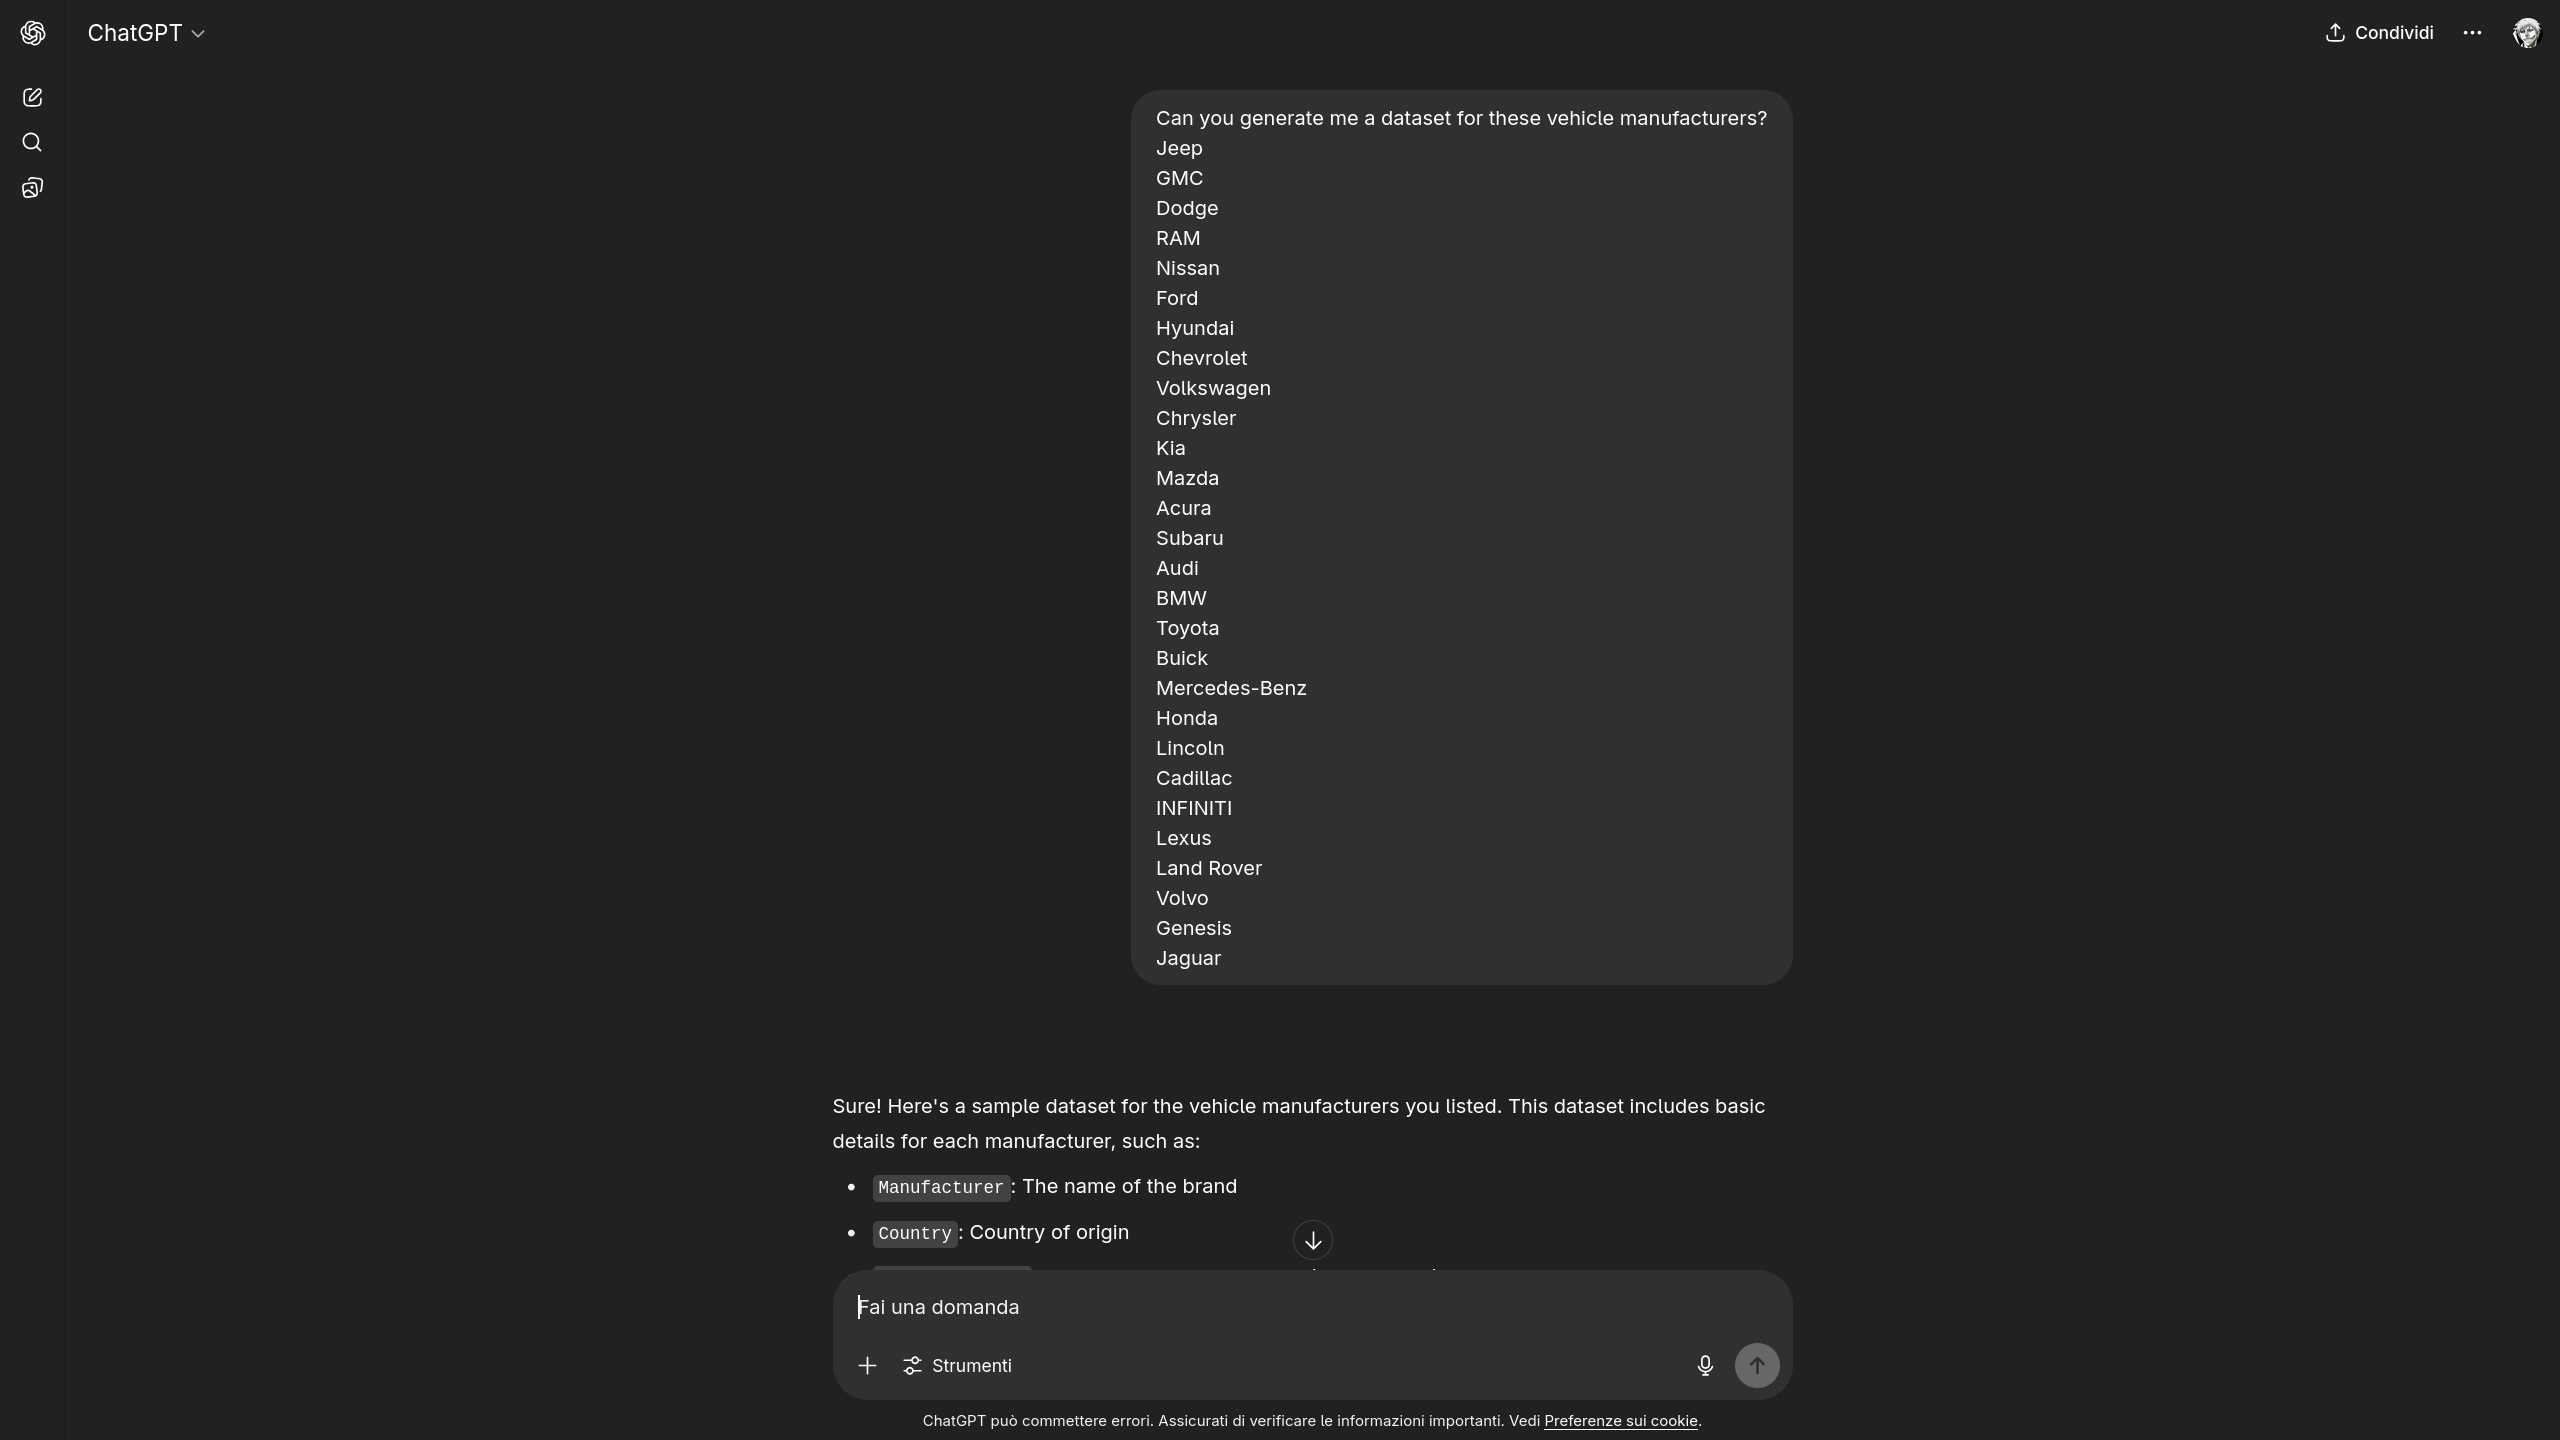 ChatGPT
Condividi
Can you generate me a dataset for these vehicle manufacturers?
Jeep
GMC
Dodge
RAM
Nissan
Ford
Hyundai
Chevrolet
Volkswagen
Chrysler
Kia
Mazda
Acura
Subaru
Audi
BMW
Toyota
Buick
Mercedes-Benz
Honda
Lincoln
Cadillac
INFINITI
Lexus
Land Rover
Volvo
Genesis
Jaguar
Sure! Here's a sample dataset for the vehicle manufacturers you listed. This dataset includes basic
details for each manufacturer, such as:
• Manufacturer: The name of the brand
• Country: Country of origin
Fai una domanda
Strumenti
ChatGPT può commettere errori. Assicurati di verificare le informazioni importanti. Vedi Preferenze sui cookie.